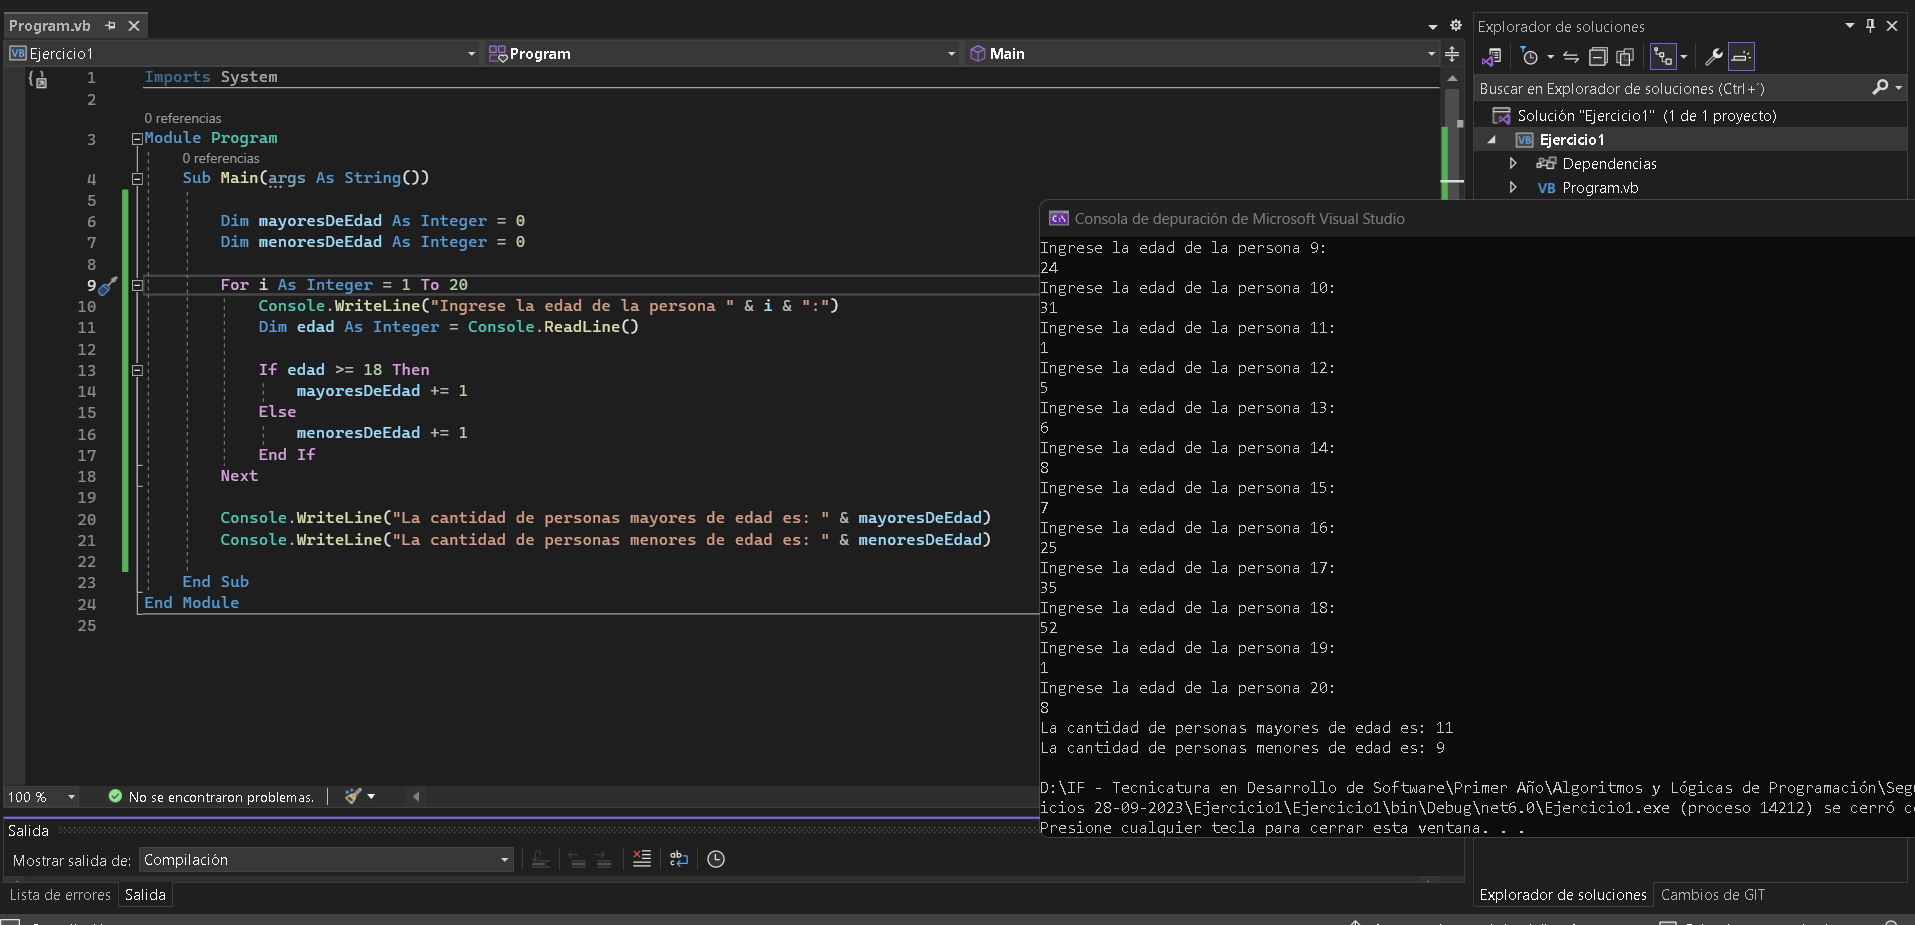 Program.vb
Ejercicio1
Program
Main
1 Imports System
2
0 referencias
3 Module Program
0 referencias
4 Sub Main(args As String())
5
6 Dim mayoresDeEdad As Integer = 0
7 Dim menoresDeEdad As Integer = 0
8
9 For i As Integer = 1 To 20
10 Console.WriteLine("Ingrese la edad de la persona " & i & ":")
11 Dim edad As Integer = Console.ReadLine()
12
13 If edad >= 18 Then
14 mayoresDeEdad += 1
15 Else
16 menoresDeEdad += 1
17 End If
18 Next
19
20 Console.WriteLine("La cantidad de personas mayores de edad es: " & mayoresDeEdad)
21 Console.WriteLine("La cantidad de personas menores de edad es: " & menoresDeEdad)
22
23 End Sub
24 End Module
25
100 %
No se encontraron problemas.
Salida
Mostrar salida de: Compilación
Lista de errores
Salida
Explorador de soluciones
Buscar en Explorador de soluciones (Ctrl+´)
Solución "Ejercicio1" (1 de 1 proyecto)
VB Ejercicio1
Dependencias
VB Program.vb
Consola de depuración de Microsoft Visual Studio
Ingrese la edad de la persona 9:
24
Ingrese la edad de la persona 10:
31
Ingrese la edad de la persona 11:
1
Ingrese la edad de la persona 12:
5
Ingrese la edad de la persona 13:
6
Ingrese la edad de la persona 14:
8
Ingrese la edad de la persona 15:
7
Ingrese la edad de la persona 16:
25
Ingrese la edad de la persona 17:
35
Ingrese la edad de la persona 18:
52
Ingrese la edad de la persona 19:
1
Ingrese la edad de la persona 20:
8
La cantidad de personas mayores de edad es: 11
La cantidad de personas menores de edad es: 9
D:\IF - Tecnicatura en Desarrollo de Software\Primer Año\Algoritmos y Lógicas de Programación\Seg
icios 28-09-2023\Ejercicio1\Ejercicio1\bin\Debug\net6.0\Ejercicio1.exe (proceso 14212) se cerró c
Presione cualquier tecla para cerrar esta ventana. . .
Explorador de soluciones
Cambios de GIT